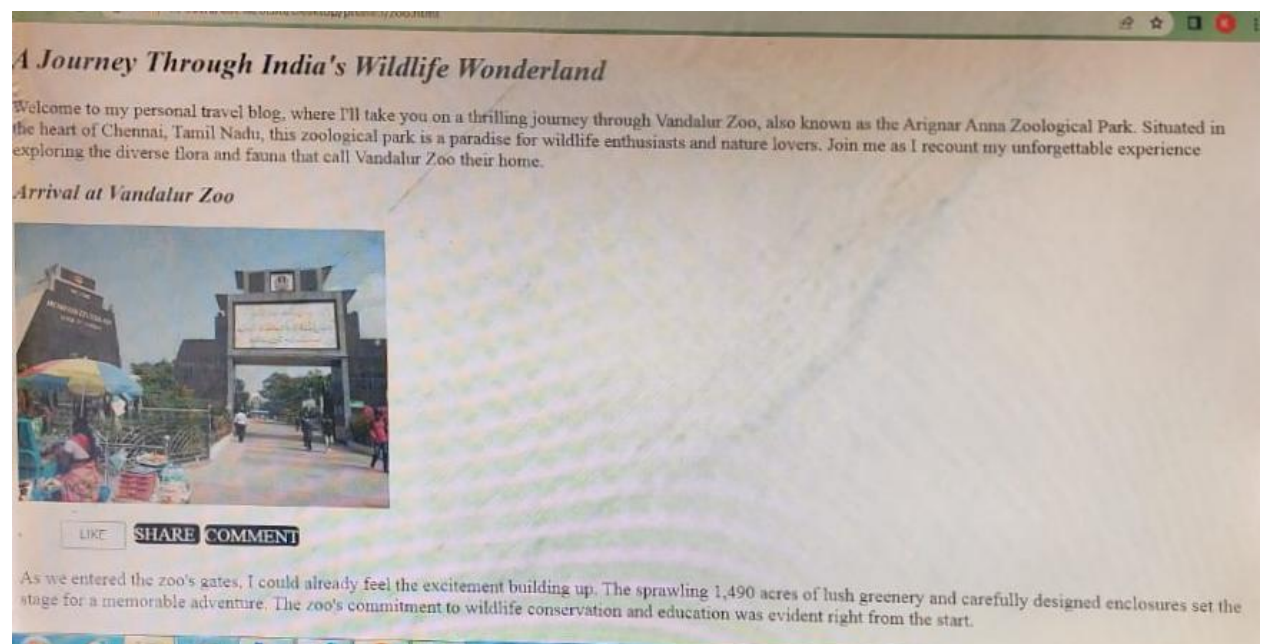 A Journey Through India's Wildlife Wonderland
Welcome to my personal travel blog, where I'll take you on a thrilling journey through Vandalur Zoo, also known as the Arignar Anna Zoological Park. Situated in
the heart of Chennai, Tamil Nadu, this zoological park is a paradise for wildlife enthusiasts and nature lovers. Join me as I recount my unforgettable experience
exploring the diverse flora and fauna that call Vandalur Zoo their home.
Arrival at Vandalur Zoo
LIKE SHARE COMMENT
As we entered the zoo's gates, I could already feel the excitement building up. The sprawling 1,490 acres of lush greenery and carefully designed enclosures set the
stage for a memorable adventure. The zoo's commitment to wildlife conservation and education was evident right from the start.